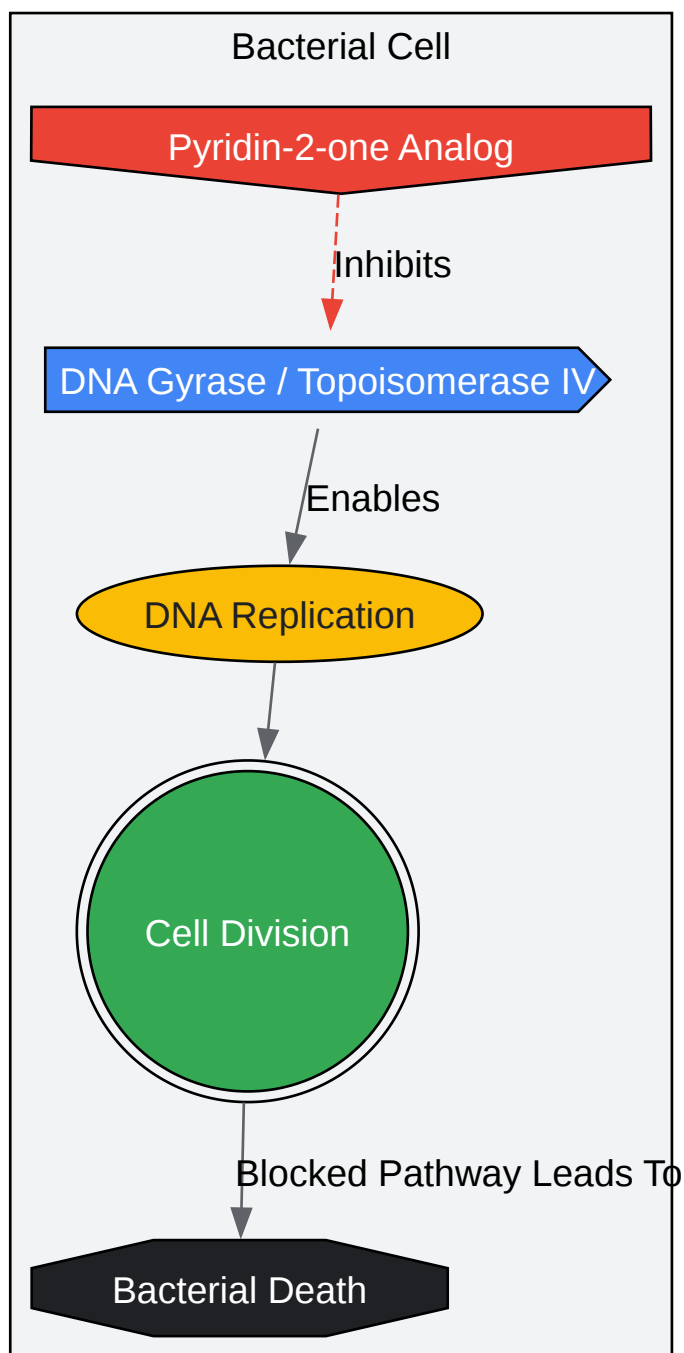 Bacterial Cell
Pyridin-2-one Analog
Inhibits
DNA Gyrase / Topoisomerase IV
Enables
DNA Replication
Cell Division
Blocked Pathway Leads To
Bacterial Death